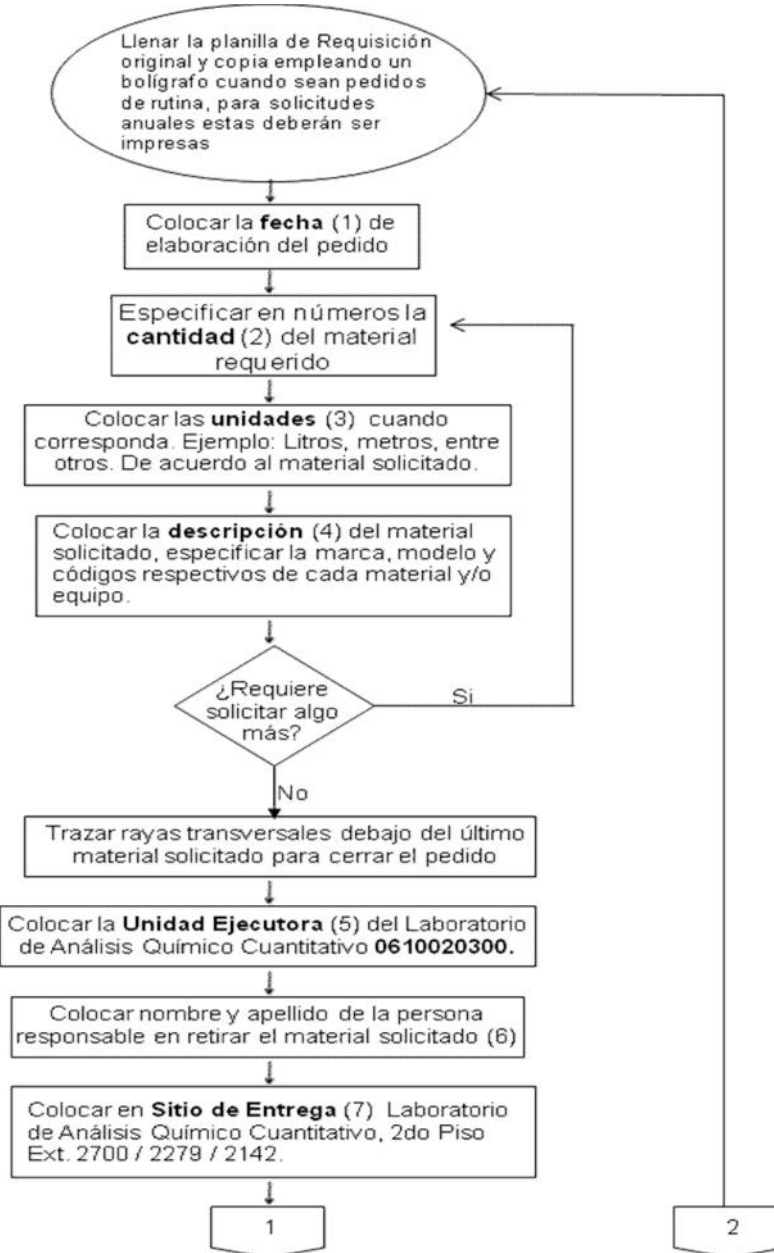 Llenar la planilla de Requisición
original y copia empleando un
bolígrafo cuando sean pedidos
de rutina, para solicitudes
anuales estas deberán ser
impresas
Colocar la fecha (1) de
elaboración del pedido
Especificar en números la
cantidad (2) del material
requerido
Colocar las unidades (3) cuando
corresponda. Ejemplo: Litros, metros, entre
otros. De acuerdo al material solicitado.
Colocar la descripción (4) del material
solicitado, especificar la marca, modelo y
códigos respectivos de cada material y/o
equipo.
¿Requiere
solicitar algo
más?
Si
No
Trazar rayas transversales debajo del último
material solicitado para cerrar el pedido
Colocar la Unidad Ejecutora (5) del Laboratorio
de Análisis Químico Cuantitativo 0610020300.
Colocar nombre y apellido de la persona
responsable en retirar el material solicitado (6)
Colocar en Sitio de Entrega (7) Laboratorio
de Análisis Químico Cuantitativo, 2do Piso
Ext. 2700 / 2279 / 2142.
1
2